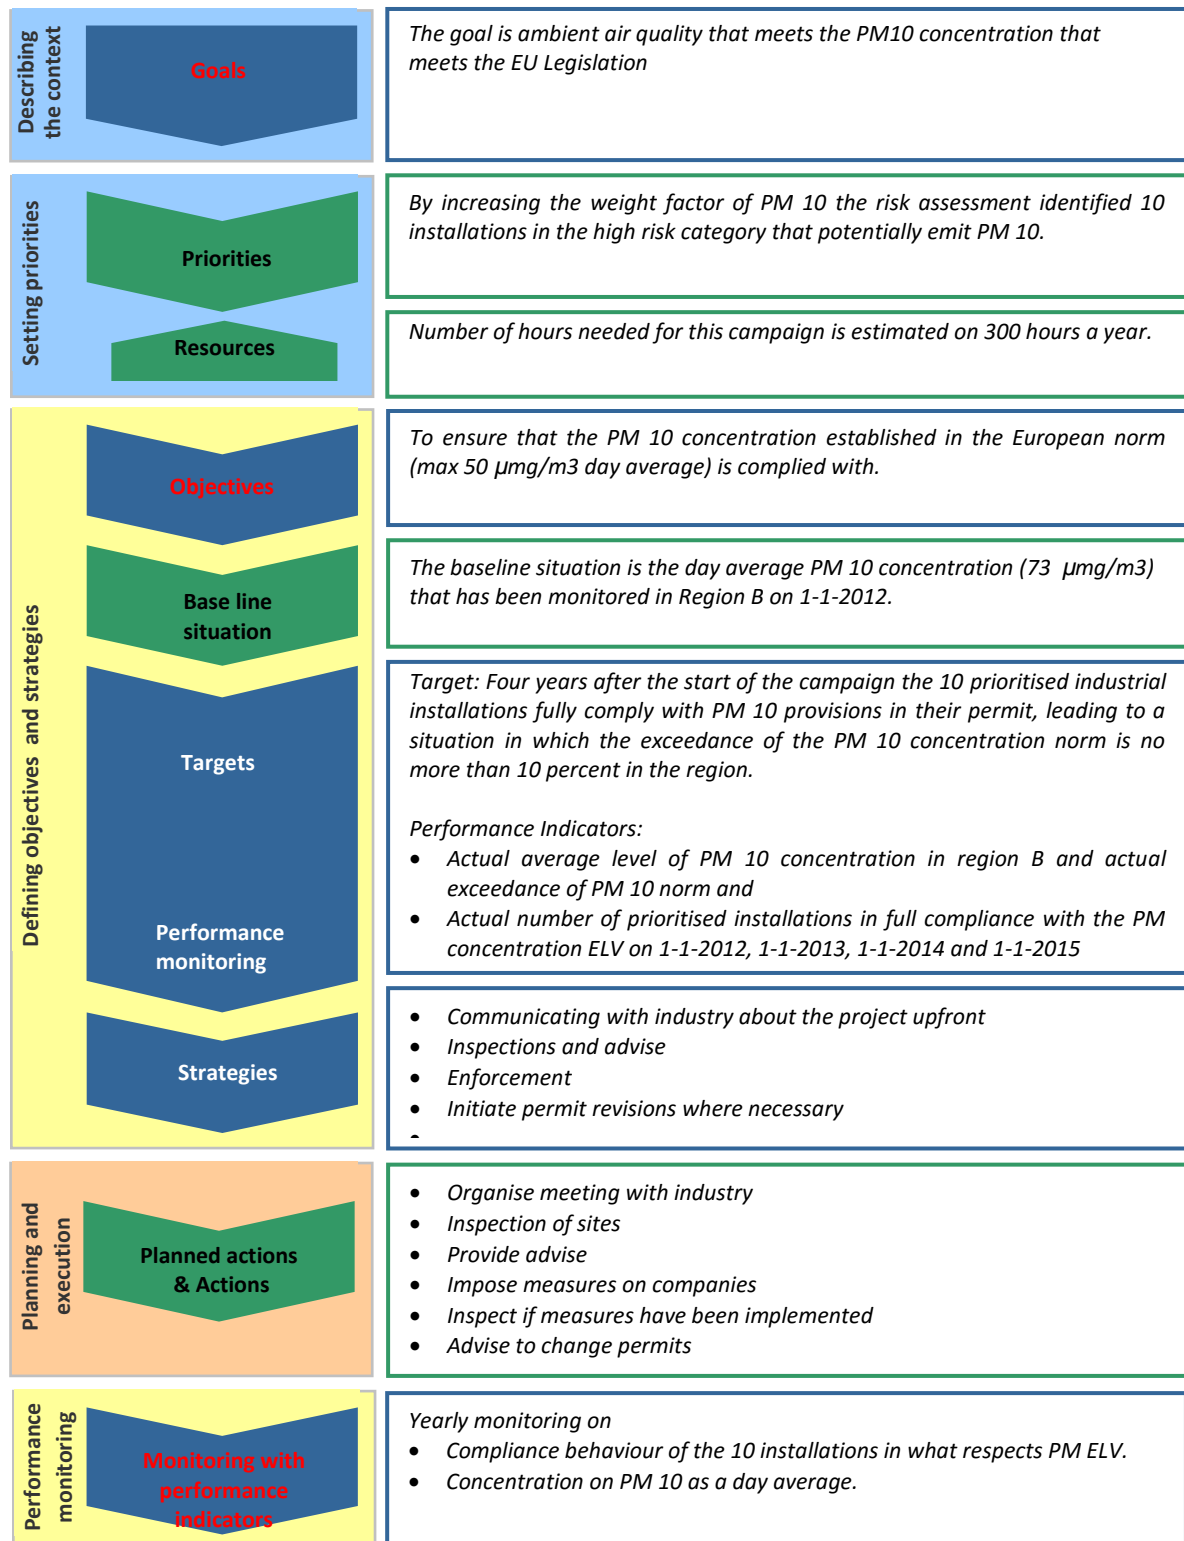 Describing
the context
Goals
The goal is ambient air quality that meets the PM10 concentration that
meets the EU Legislation
Setting priorities
Priorities
By increasing the weight factor of PM 10 the risk assessment identified 10
installations in the high risk category that potentially emit PM 10.
Resources
Number of hours needed for this campaign is estimated on 300 hours a year.
Defining objectives and strategies
Objectives
To ensure that the PM 10 concentration established in the European norm
(max 50 µmg/m3 day average) is complied with.
Base line
situation
The baseline situation is the day average PM 10 concentration (73 µmg/m3)
that has been monitored in Region B on 1-1-2012.
Targets
Target: Four years after the start of the campaign the 10 prioritised industrial
installations fully comply with PM 10 provisions in their permit, leading to a
situation in which the exceedance of the PM 10 concentration norm is no
more than 10 percent in the region.
Performance
monitoring
Performance Indicators:
• Actual average level of PM 10 concentration in region B and actual
exceedance of PM 10 norm and
• Actual number of prioritised installations in full compliance with the PM
concentration ELV on 1-1-2012, 1-1-2013, 1-1-2014 and 1-1-2015
Strategies
• Communicating with industry about the project upfront
• Inspections and advise
• Enforcement
• Initiate permit revisions where necessary
•
Planning and
execution
Planned actions
& Actions
• Organise meeting with industry
• Inspection of sites
• Provide advise
• Impose measures on companies
• Inspect if measures have been implemented
• Advise to change permits
Performance
monitoring
Monitoring with
performance
indicators
Yearly monitoring on
• Compliance behaviour of the 10 installations in what respects PM ELV.
• Concentration on PM 10 as a day average.